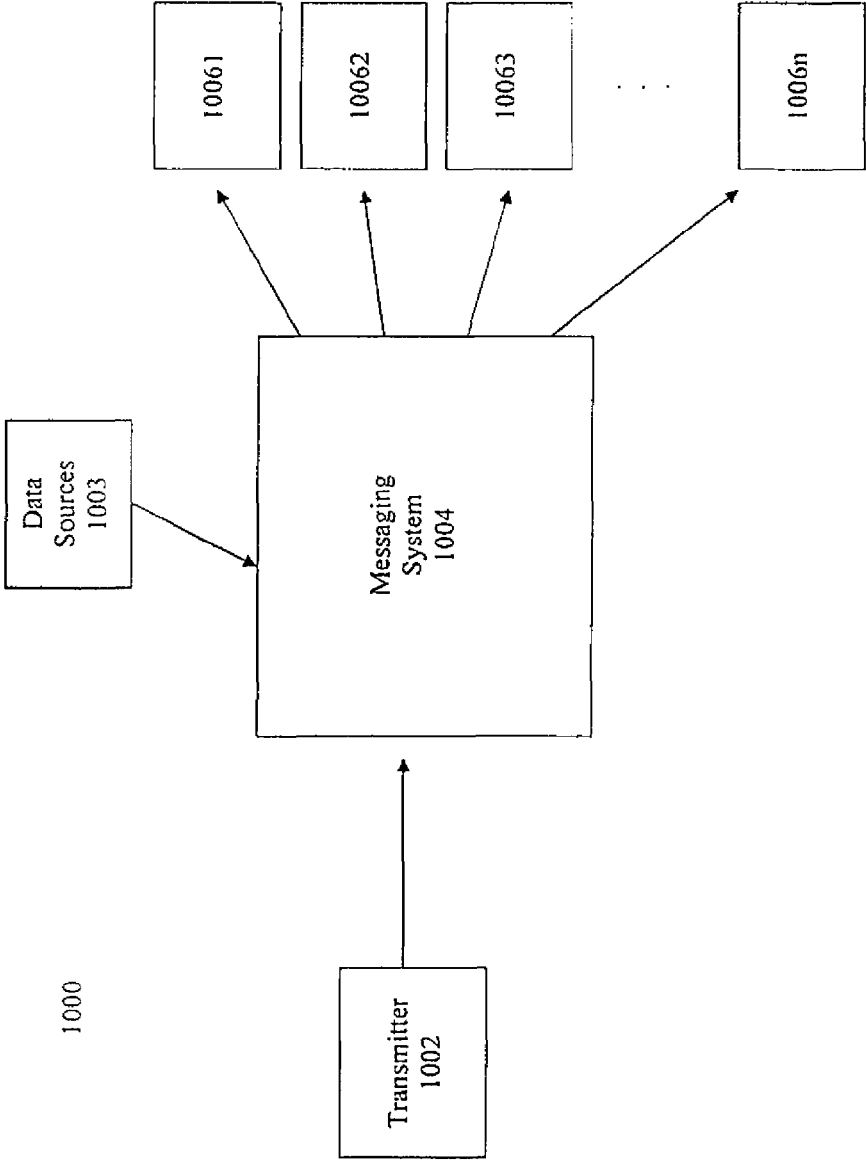 1000
Transmitter
1002
Data
Sources
1003
Messaging
System
1004
10061
10062
10063
. . .
1006n